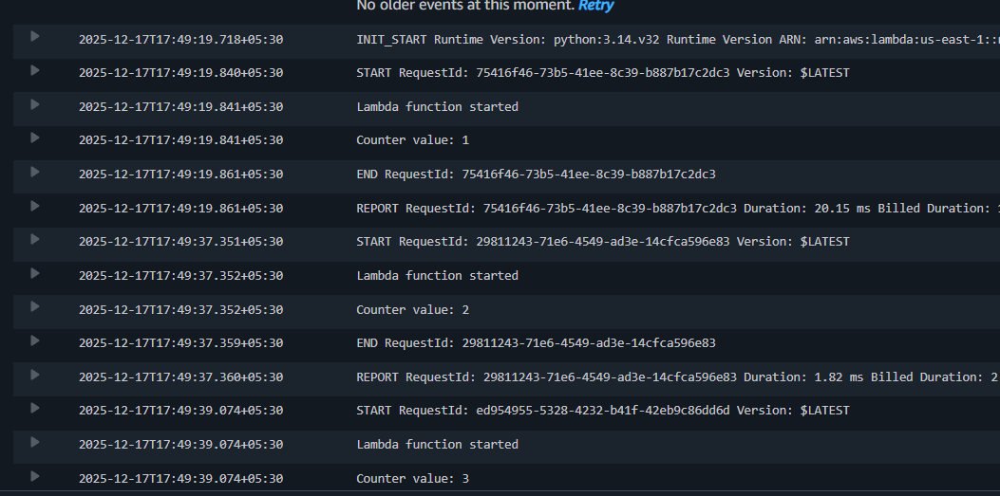 No older events at this moment. Retry
2025-12-17T17:49:19.718+05:30 INIT_START Runtime Version: python:3.14.v32 Runtime Version ARN: arn:aws:lambda:us-east-1::
2025-12-17T17:49:19.840+05:30 START RequestId: 75416f46-73b5-41ee-8c39-b887b17c2dc3 Version: $LATEST
2025-12-17T17:49:19.841+05:30 Lambda function started
2025-12-17T17:49:19.841+05:30 Counter value: 1
2025-12-17T17:49:19.861+05:30 END RequestId: 75416f46-73b5-41ee-8c39-b887b17c2dc3
2025-12-17T17:49:19.861+05:30 REPORT RequestId: 75416f46-73b5-41ee-8c39-b887b17c2dc3 Duration: 20.15 ms Billed Duration:
2025-12-17T17:49:37.351+05:30 START RequestId: 29811243-71e6-4549-ad3e-14cfca596e83 Version: $LATEST
2025-12-17T17:49:37.352+05:30 Lambda function started
2025-12-17T17:49:37.352+05:30 Counter value: 2
2025-12-17T17:49:37.359+05:30 END RequestId: 29811243-71e6-4549-ad3e-14cfca596e83
2025-12-17T17:49:37.360+05:30 REPORT RequestId: 29811243-71e6-4549-ad3e-14cfca596e83 Duration: 1.82 ms Billed Duration: 2
2025-12-17T17:49:39.074+05:30 START RequestId: ed954955-5328-4232-b41f-42eb9c86dd6d Version: $LATEST
2025-12-17T17:49:39.074+05:30 Lambda function started
2025-12-17T17:49:39.074+05:30 Counter value: 3